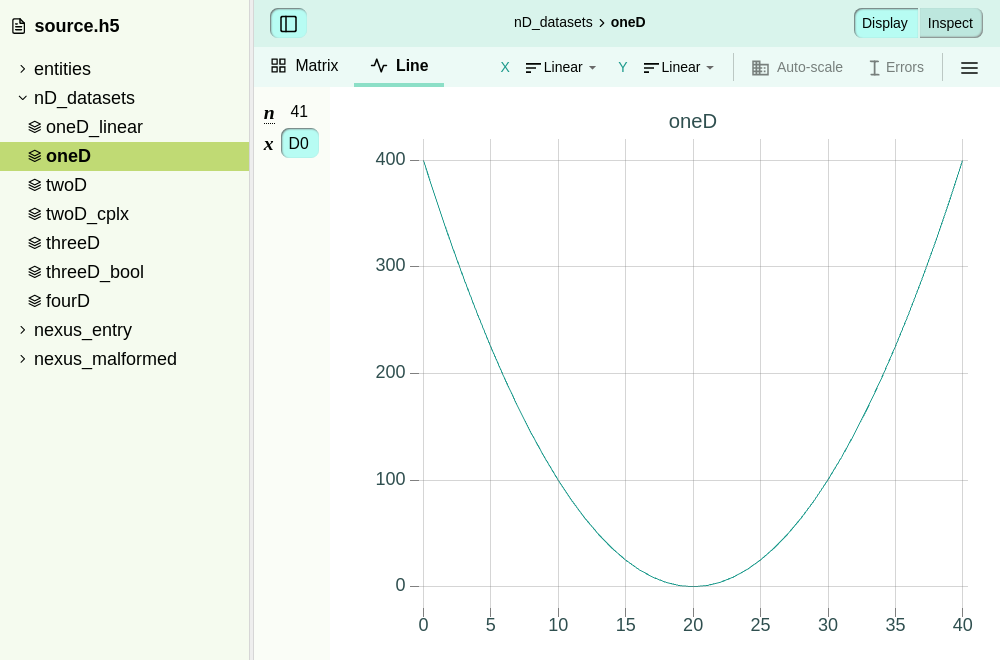 source.h5
entities
nD_datasets
oneD_linear
oneD
twoD
twoD_cplx
threeD
threeD_bool
fourD
nexus_entry
nexus_malformed
nD_datasets › oneD
Display Inspect
Matrix Line X Linear Y Linear Auto-scale Errors
n 41
x D0
oneD
400
300
200
100
0
0 5 10 15 20 25 30 35 40